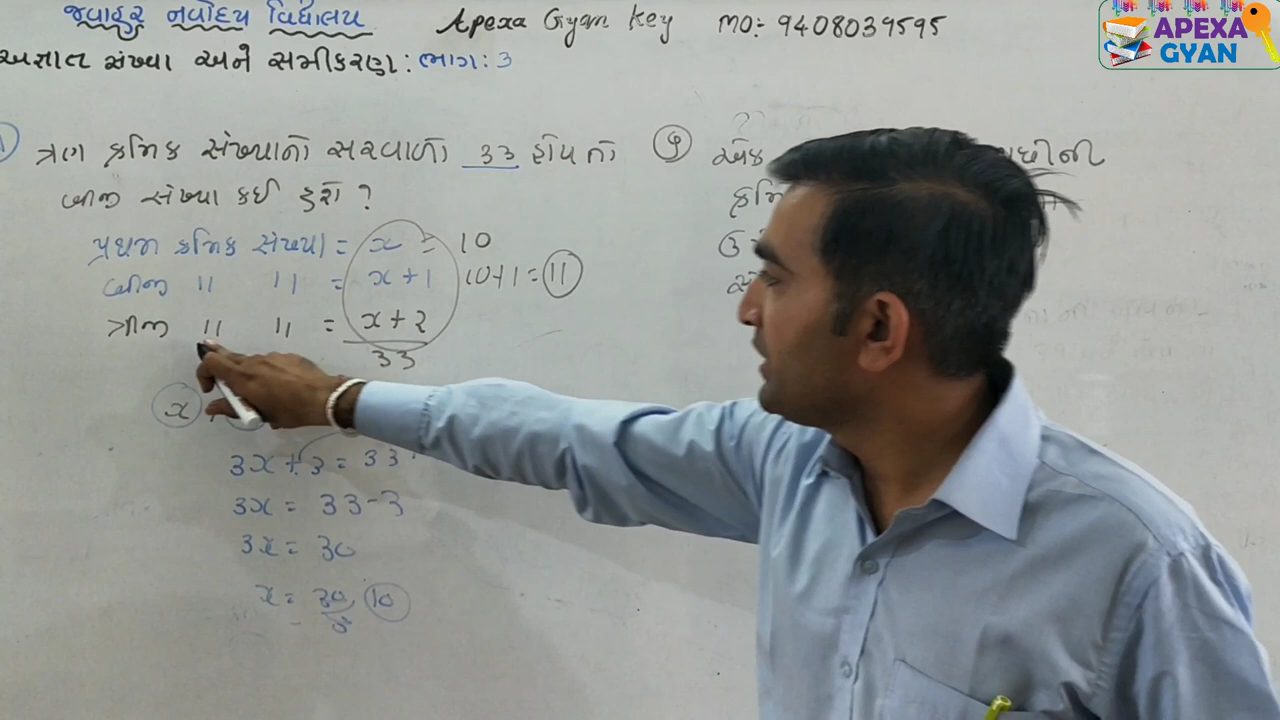 જવાહર નવોદય વિદ્યાલય Apexa Gyan Key MO: 9408039595
APEXA
GYAN
અજ્ઞાત સંખ્યા અને સમીકરણ: ભાગ: 3
ત્રણ ક્રમિક સંખ્યાનો સરવાળો 33 હોય તો
બીજી સંખ્યા કઈ હશે ?
પ્રથમ ક્રમિક સંખ્યા = x = 10
બીજી " " = x+1 10+1 = 11
ત્રીજી " " = x+2
33
x
3x+3 = 33
3x = 33-3
3x = 30
x = 30 10
3
૭ એક